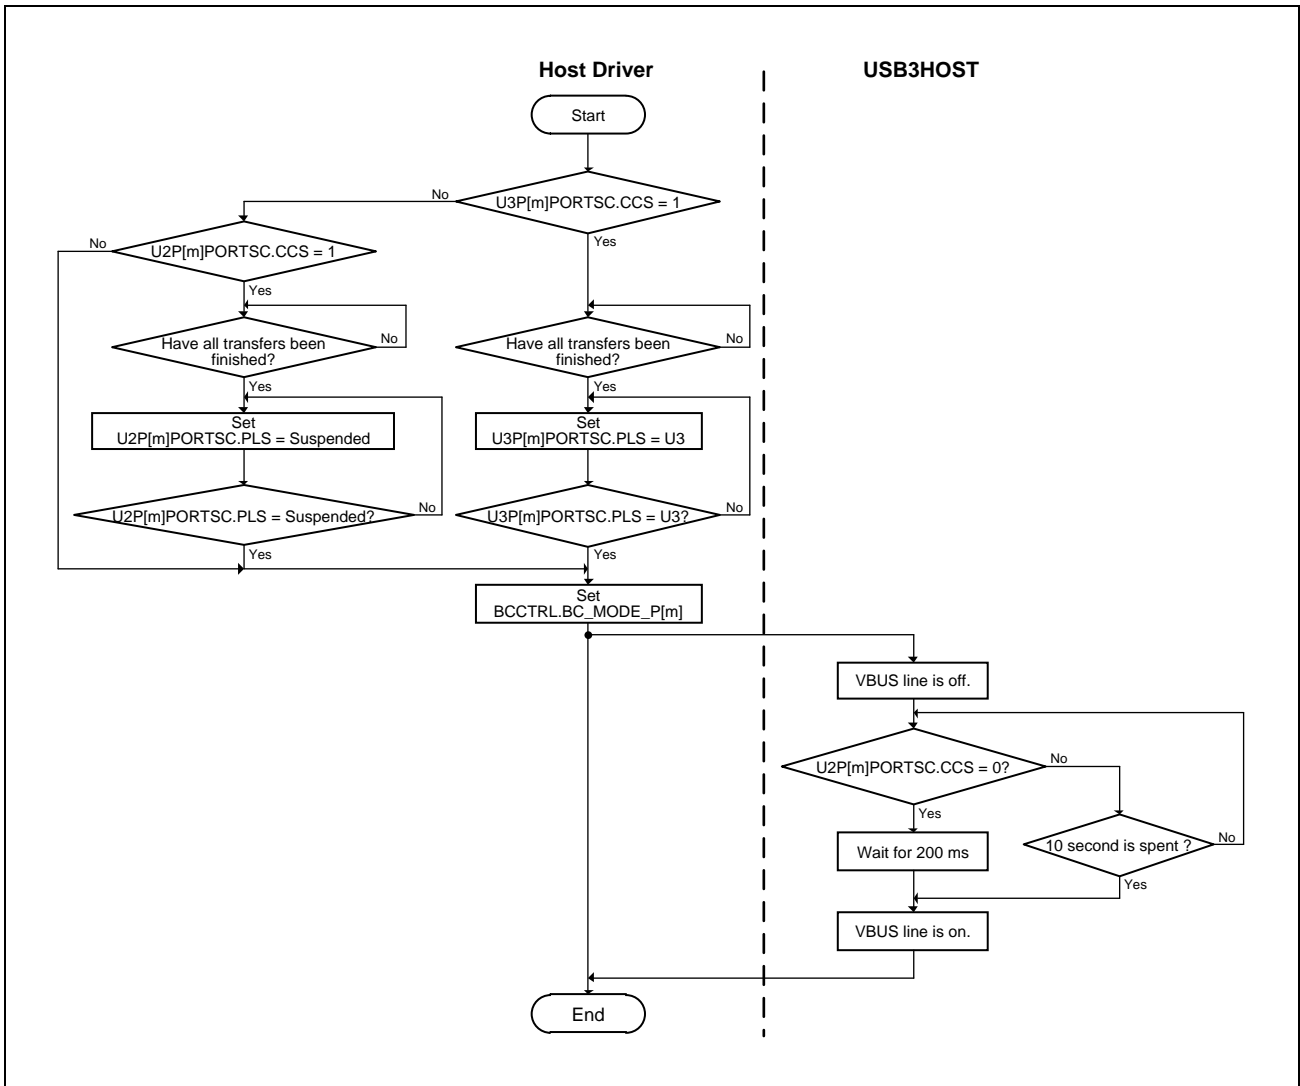 Host Driver
USB3HOST
Start
U3P[m]PORTSC.CCS = 1
No
Yes
U2P[m]PORTSC.CCS = 1
No
Yes
Have all transfers been
finished?
No
Yes
Have all transfers been
finished?
No
Yes
Set
U2P[m]PORTSC.PLS = Suspended
Set
U3P[m]PORTSC.PLS = U3
U2P[m]PORTSC.PLS = Suspended?
No
Yes
U3P[m]PORTSC.PLS = U3?
No
Yes
Set
BCCTRL.BC_MODE_P[m]
VBUS line is off.
U2P[m]PORTSC.CCS = 0?
No
Yes
Wait for 200 ms
10 second is spent ?
No
Yes
VBUS line is on.
End